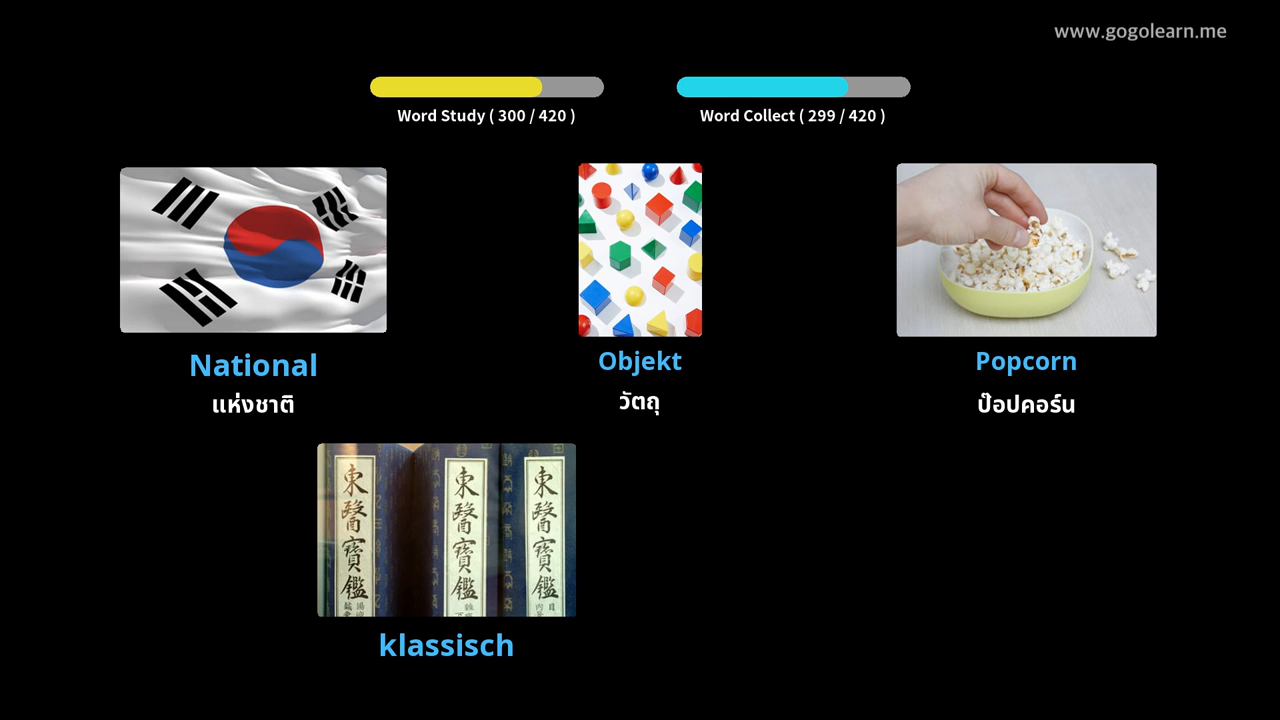 www.gogolearn.me
Word Study ( 300 / 420 )
Word Collect ( 299 / 420 )
National
แห่งชาติ
Objekt
วัตถุ
Popcorn
ป๊อปคอร์น
東醫寶鑑
東醫寶鑑
東醫寶鑑
klassisch